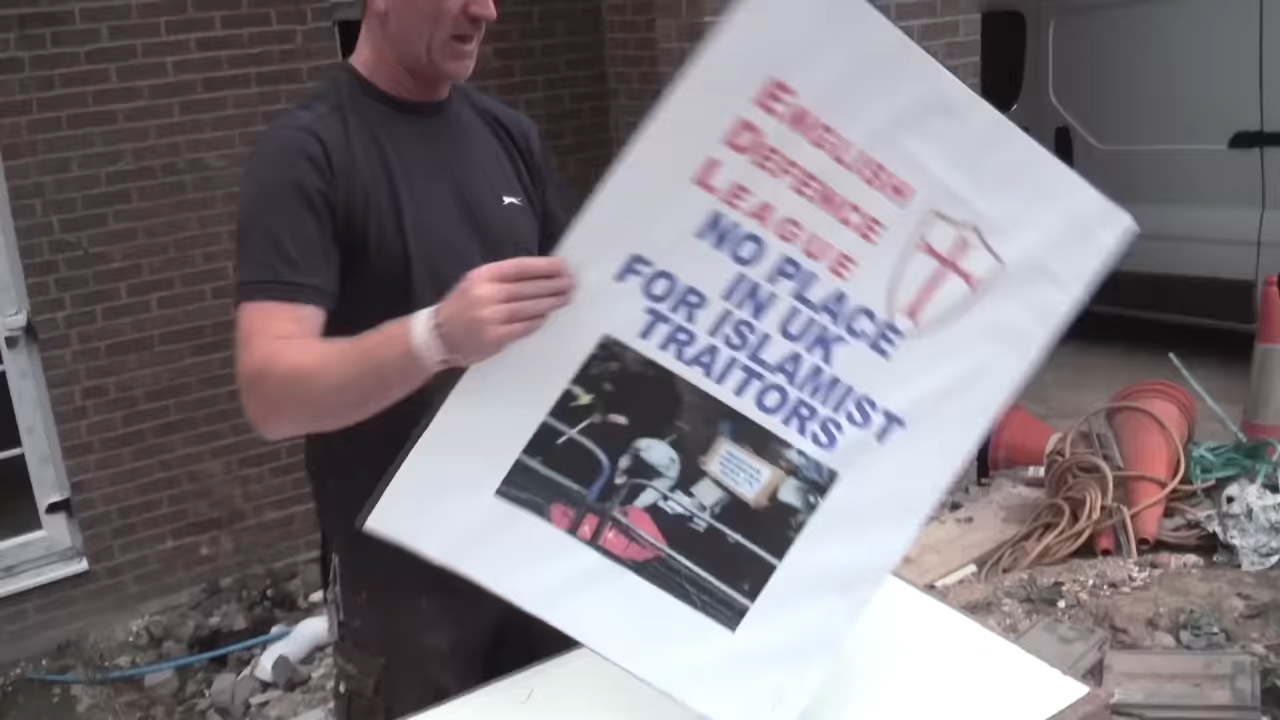 ENGLISH
DEFENCE
LEAGUE
NO PLACE
IN UK
FOR ISLAMIST
TRAITORS